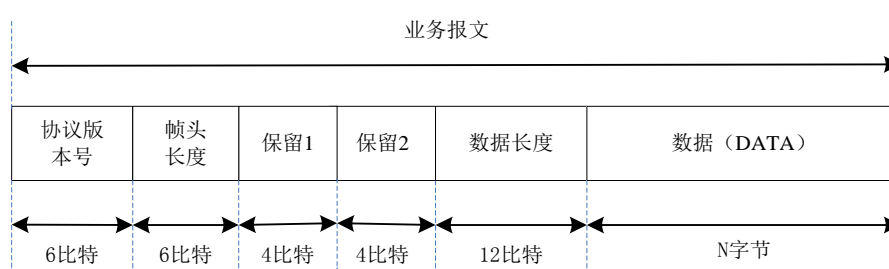 业务报文
协议版
本号
帧头
长度
保留1
保留2
数据长度
数据（DATA）
6比特
6比特
4比特
4比特
12比特
N字节